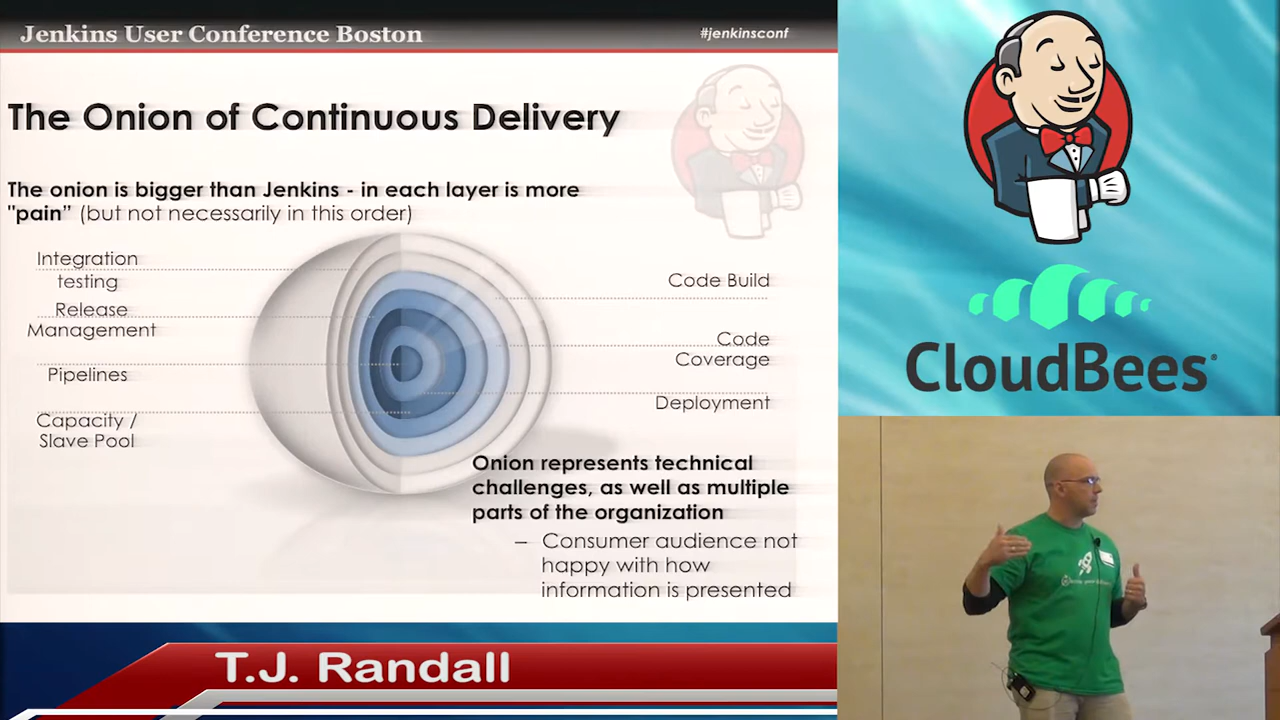 Jenkins User Conference Boston
#jenkinsconf
The Onion of Continuous Delivery
The onion is bigger than Jenkins - in each layer is more
"pain” (but not necessarily in this order)
Integration
testing
Release
Management
Pipelines
Capacity /
Slave Pool
Code Build
Code
Coverage
Deployment
Onion represents technical
challenges, as well as multiple
parts of the organization
– Consumer audience not
happy with how
information is presented
T.J. Randall
CloudBees®